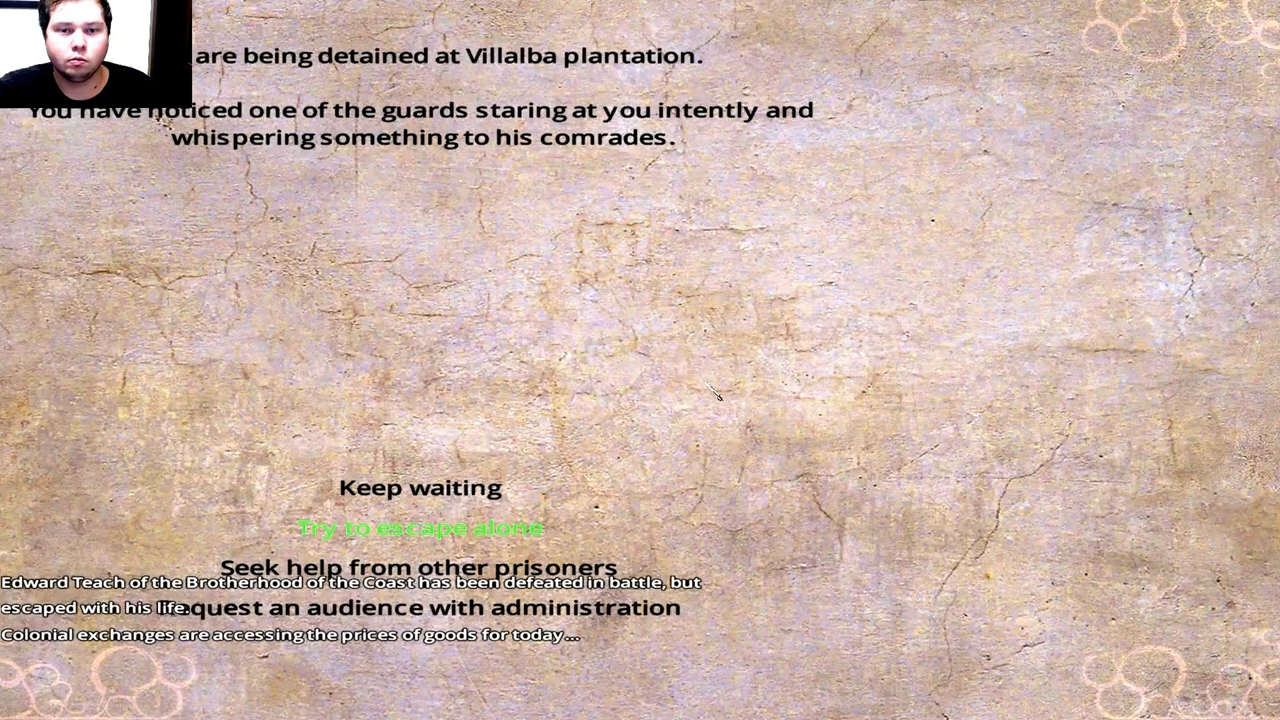 are being detained at Villalba plantation.
You have noticed one of the guards staring at you intently and
whispering something to his comrades.
Keep waiting
Try to escape alone
Seek help from other prisoners
Edward Teach of the Brotherhood of the Coast has been defeated in battle, but
escaped with his life.
quest an audience with administration
Colonial exchanges are accessing the prices of goods for today...